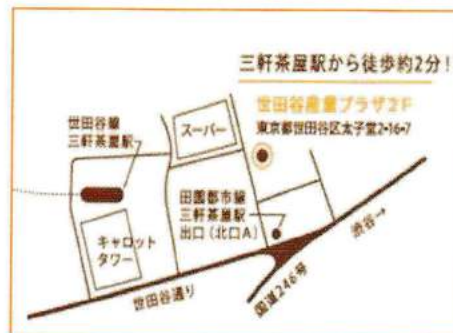 三軒茶屋駅から徒歩約2分！
世田谷産業プラザ2F
東京都世田谷区太子堂2-16-7
世田谷線
三軒茶屋駅
スーパー
田園都市線
三軒茶屋駅
出口（北口A）
キャロット
タワー
渋谷→
世田谷通り
国道246号